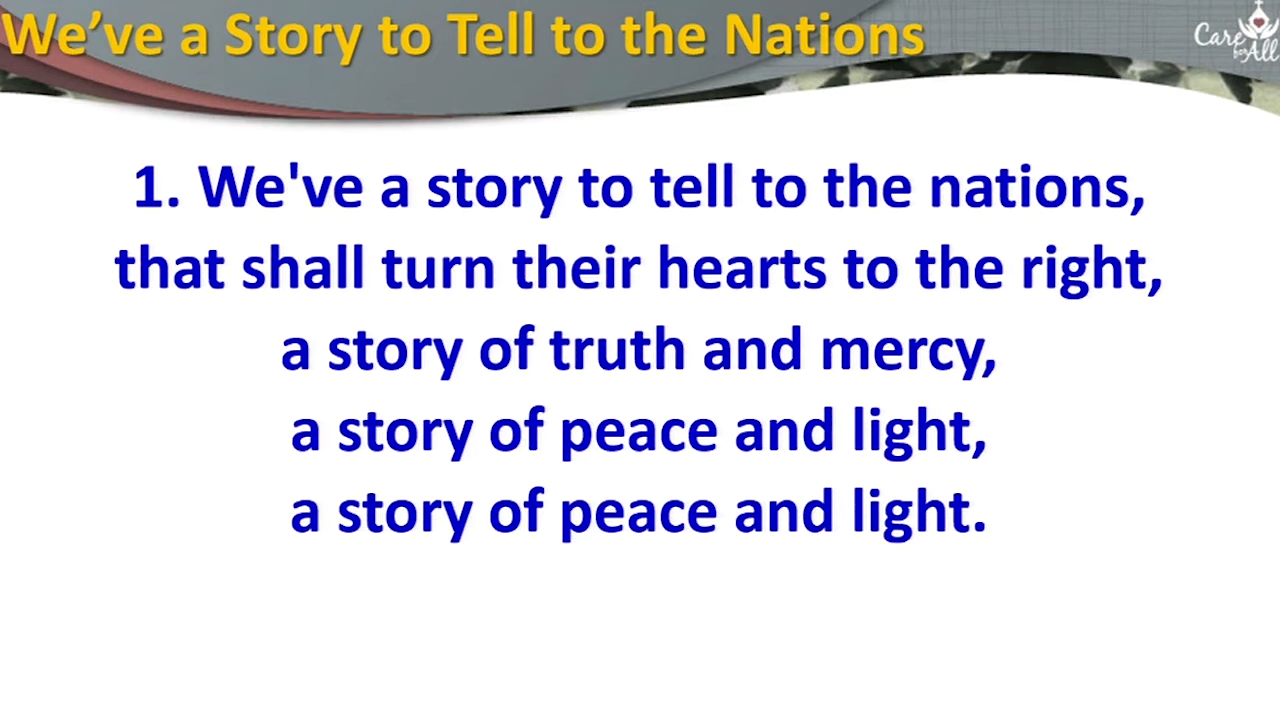 We’ve a Story to Tell to the Nations
Care
for All
1. We've a story to tell to the nations,
that shall turn their hearts to the right,
a story of truth and mercy,
a story of peace and light,
a story of peace and light.